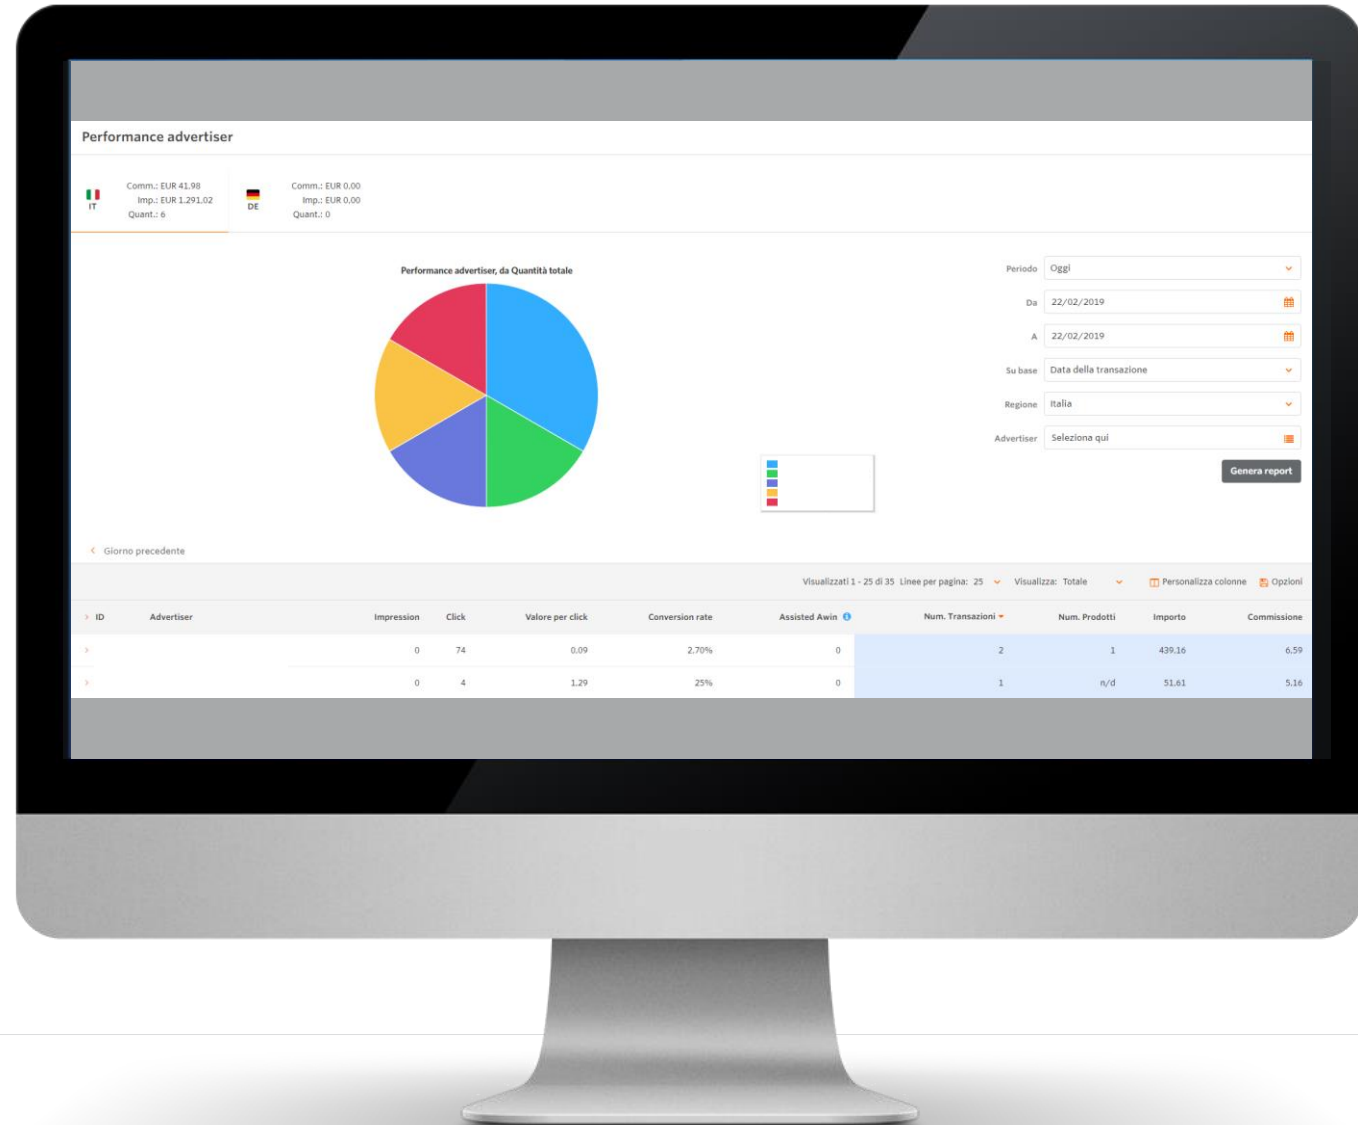 Performance advertiser
IT
Comm.: EUR 41,98
Imp.: EUR 1.291,02
Quant.: 6
DE
Comm.: EUR 0,00
Imp.: EUR 0,00
Quant.: 0
Performance advertiser, da Quantità totale
Periodo Oggi
Da 22/02/2019
A 22/02/2019
Su base Data della transazione
Regione Italia
Advertiser Seleziona qui
Genera report
Giorno precedente
Visualizzati 1 - 25 di 35 Linee per pagina: 25 Visualizza: Totale Personalizza colonne Opzioni
ID Advertiser Impression Click Valore per click Conversion rate Assisted Awin Num. Transazioni Num. Prodotti Importo Commissione
0 74 0,09 2,70% 0 2 1 439,16 6,59
0 4 1,29 25% 0 1 n/d 51,61 5,16